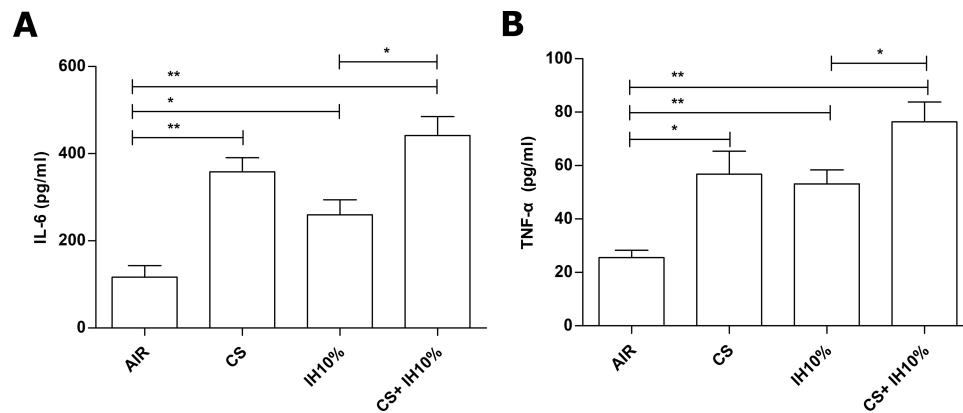 A
IL-6 (pg/ml)
600
400
200
0
*
**
*
**
AIR
CS
IH10%
CS+ IH10%
B
TNF-α (pg/ml)
100
80
60
40
20
0
*
**
**
*
AIR
CS
IH10%
CS+ IH10%